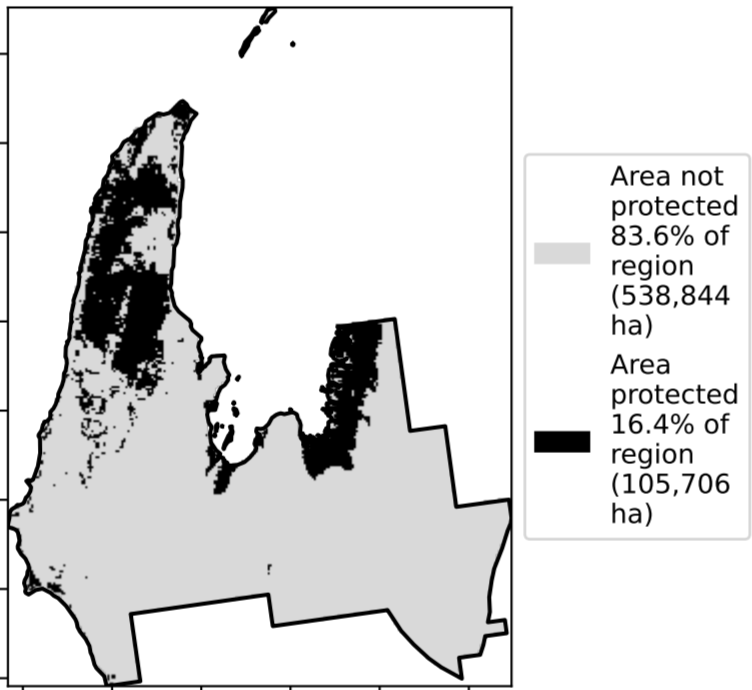 Area not
protected
83.6% of
region
(538,844
ha)
Area
protected
16.4% of
region
(105,706
ha)